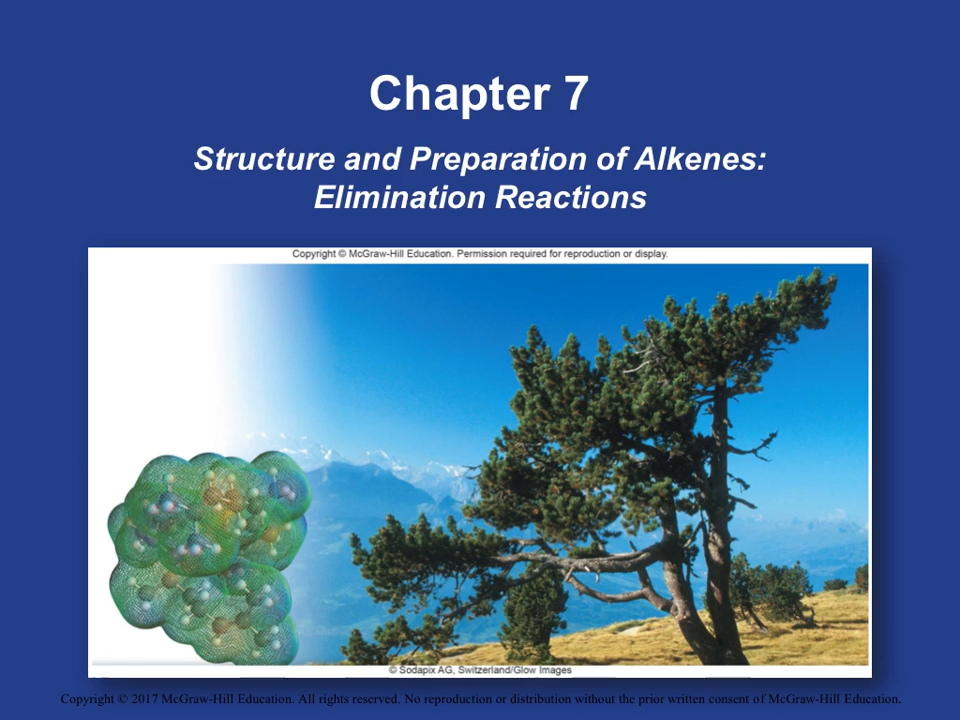 Chapter 7
Structure and Preparation of Alkenes:
Elimination Reactions
Copyright © McGraw-Hill Education. Permission required for reproduction or display.
© Sodapix AG, Switzerland/Glow Images
Copyright © 2017 McGraw-Hill Education. All rights reserved. No reproduction or distribution without the prior written consent of McGraw-Hill Education.